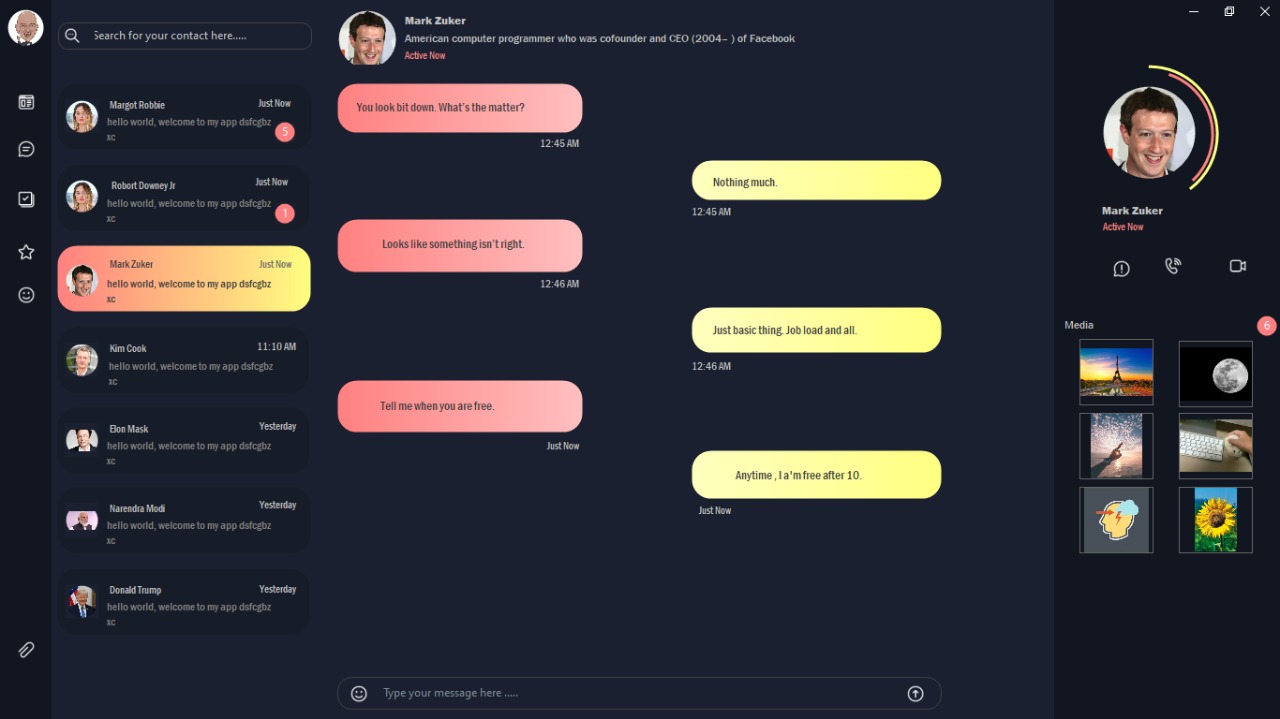 Search for your contact here.....
Margot Robbie
Just Now
hello world, welcome to my app dsfcgbz
xc
5
Robort Downey Jr
Just Now
hello world, welcome to my app dsfcgbz
xc
1
Mark Zuker
Just Now
hello world, welcome to my app dsfcgbz
xc
Kim Cook
11:10 AM
hello world, welcome to my app dsfcgbz
xc
Elon Mask
Yesterday
hello world, welcome to my app dsfcgbz
xc
Narendra Modi
Yesterday
hello world, welcome to my app dsfcgbz
xc
Donald Trump
Yesterday
hello world, welcome to my app dsfcgbz
xc
Mark Zuker
American computer programmer who was cofounder and CEO (2004– ) of Facebook
Active Now
You look bit down. What's the matter?
12:45 AM
Nothing much.
12:45 AM
Looks like something isn't right.
12:46 AM
Just basic thing. Job load and all.
12:46 AM
Tell me when you are free.
Just Now
Anytime , I a'm free after 10.
Just Now
Type your message here .....
Mark Zuker
Active Now
Media
6